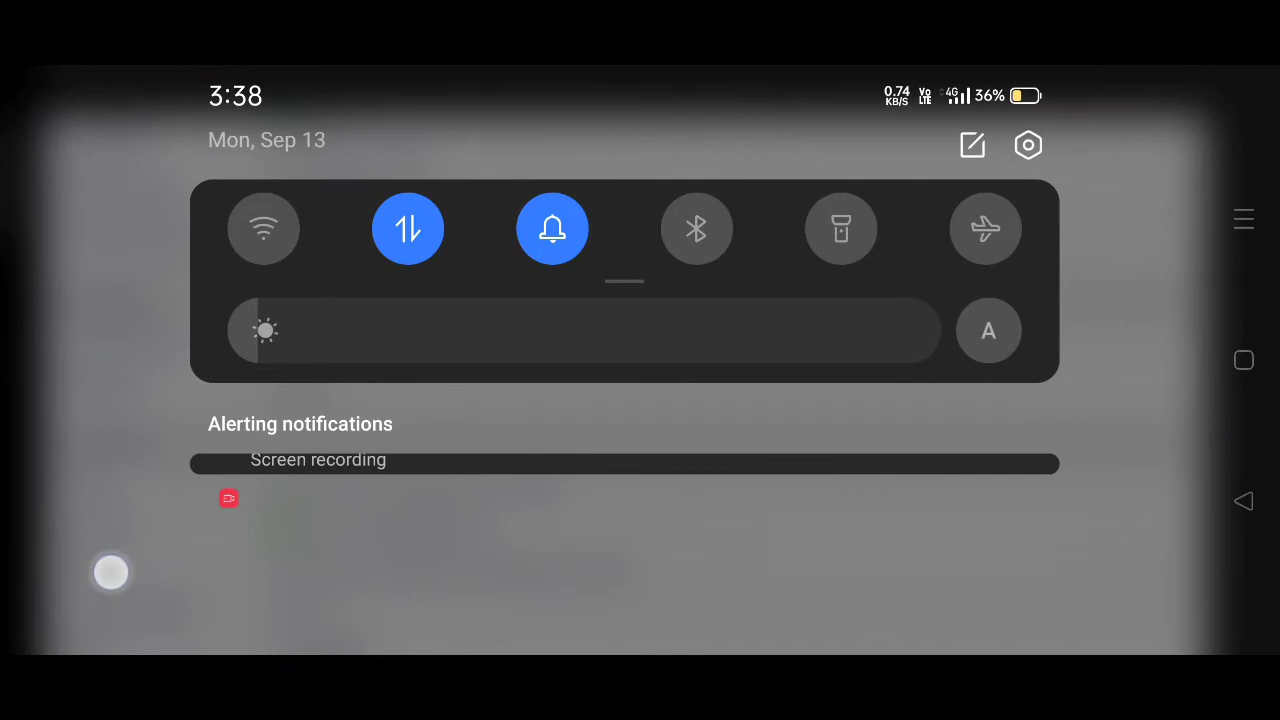 3:38
0.74 KB/S Vo LTE 4G 36%
Mon, Sep 13
A
Alerting notifications
Screen recording